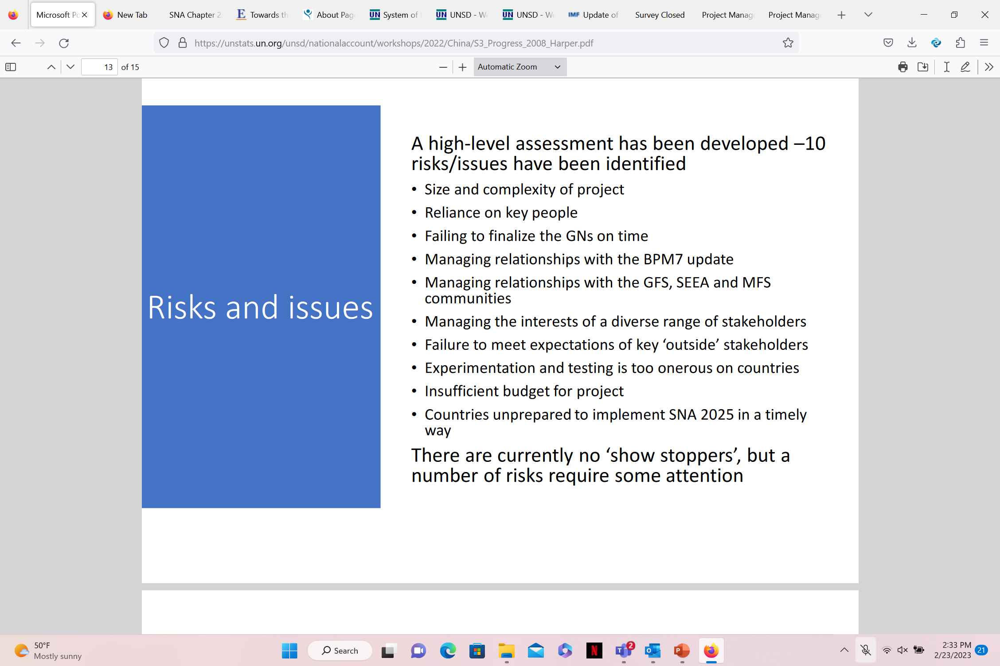 Microsoft Po
New Tab
SNA Chapter 2
E Towards th
About Pag
UN System of
UN UNSD - We
UN UNSD - We
IMF Update of
Survey Closed
Project Manag
Project Manag
https://unstats.un.org/unsd/nationalaccount/workshops/2022/China/S3_Progress_2008_Harper.pdf
13 of 15
Automatic Zoom
Risks and issues
A high-level assessment has been developed –10
risks/issues have been identified
• Size and complexity of project
• Reliance on key people
• Failing to finalize the GNs on time
• Managing relationships with the BPM7 update
• Managing relationships with the GFS, SEEA and MFS
communities
• Managing the interests of a diverse range of stakeholders
• Failure to meet expectations of key ‘outside’ stakeholders
• Experimentation and testing is too onerous on countries
• Insufficient budget for project
• Countries unprepared to implement SNA 2025 in a timely
way
There are currently no ‘show stoppers’, but a
number of risks require some attention
50°F
Mostly sunny
Search
N
T 2
O
P
2:33 PM
2/23/2023
21